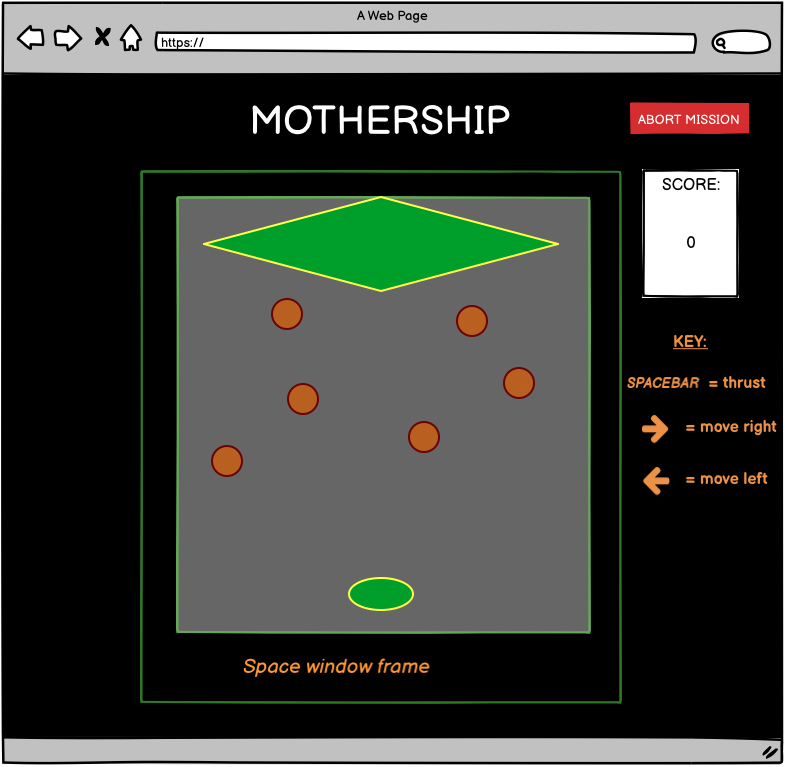 A Web Page
https://
MOTHERSHIP
ABORT MISSION
SCORE:
0
KEY:
SPACEBAR = thrust
= move right
= move left
Space window frame